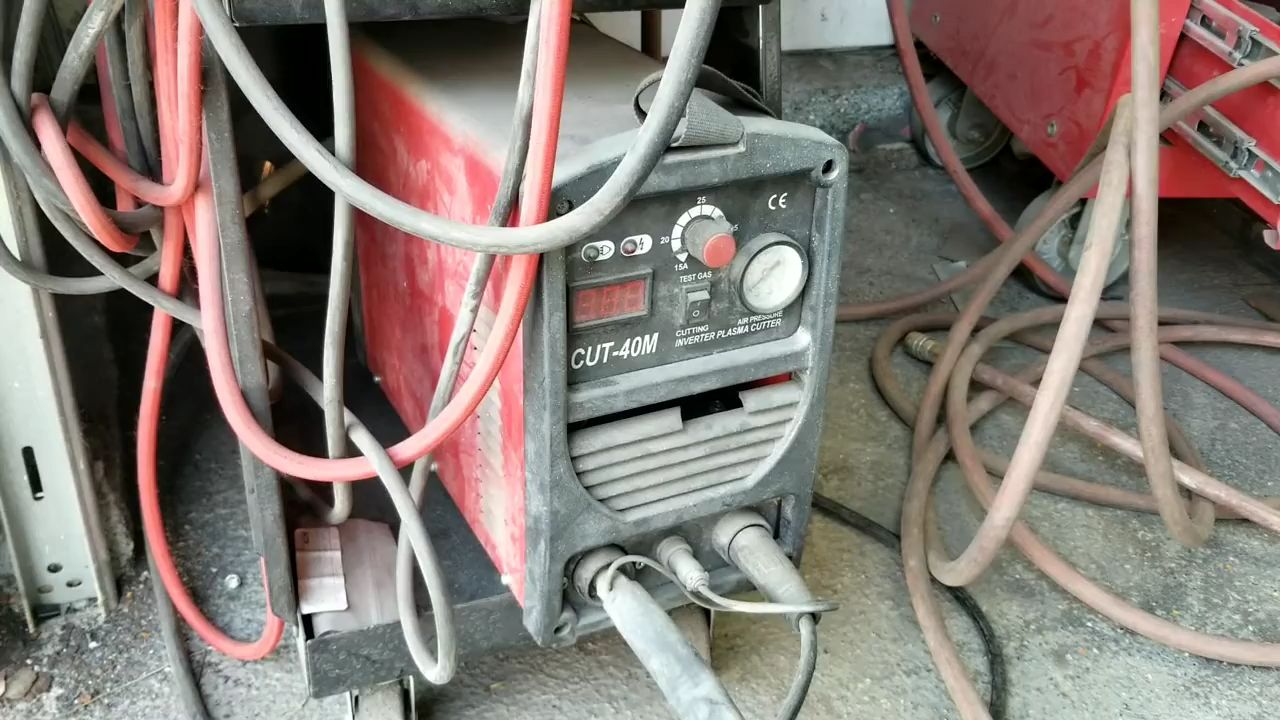 CE
25
20
15A
TEST GAS
CUTTING
AIR PRESSURE
INVERTER PLASMA CUTTER
CUT-40M